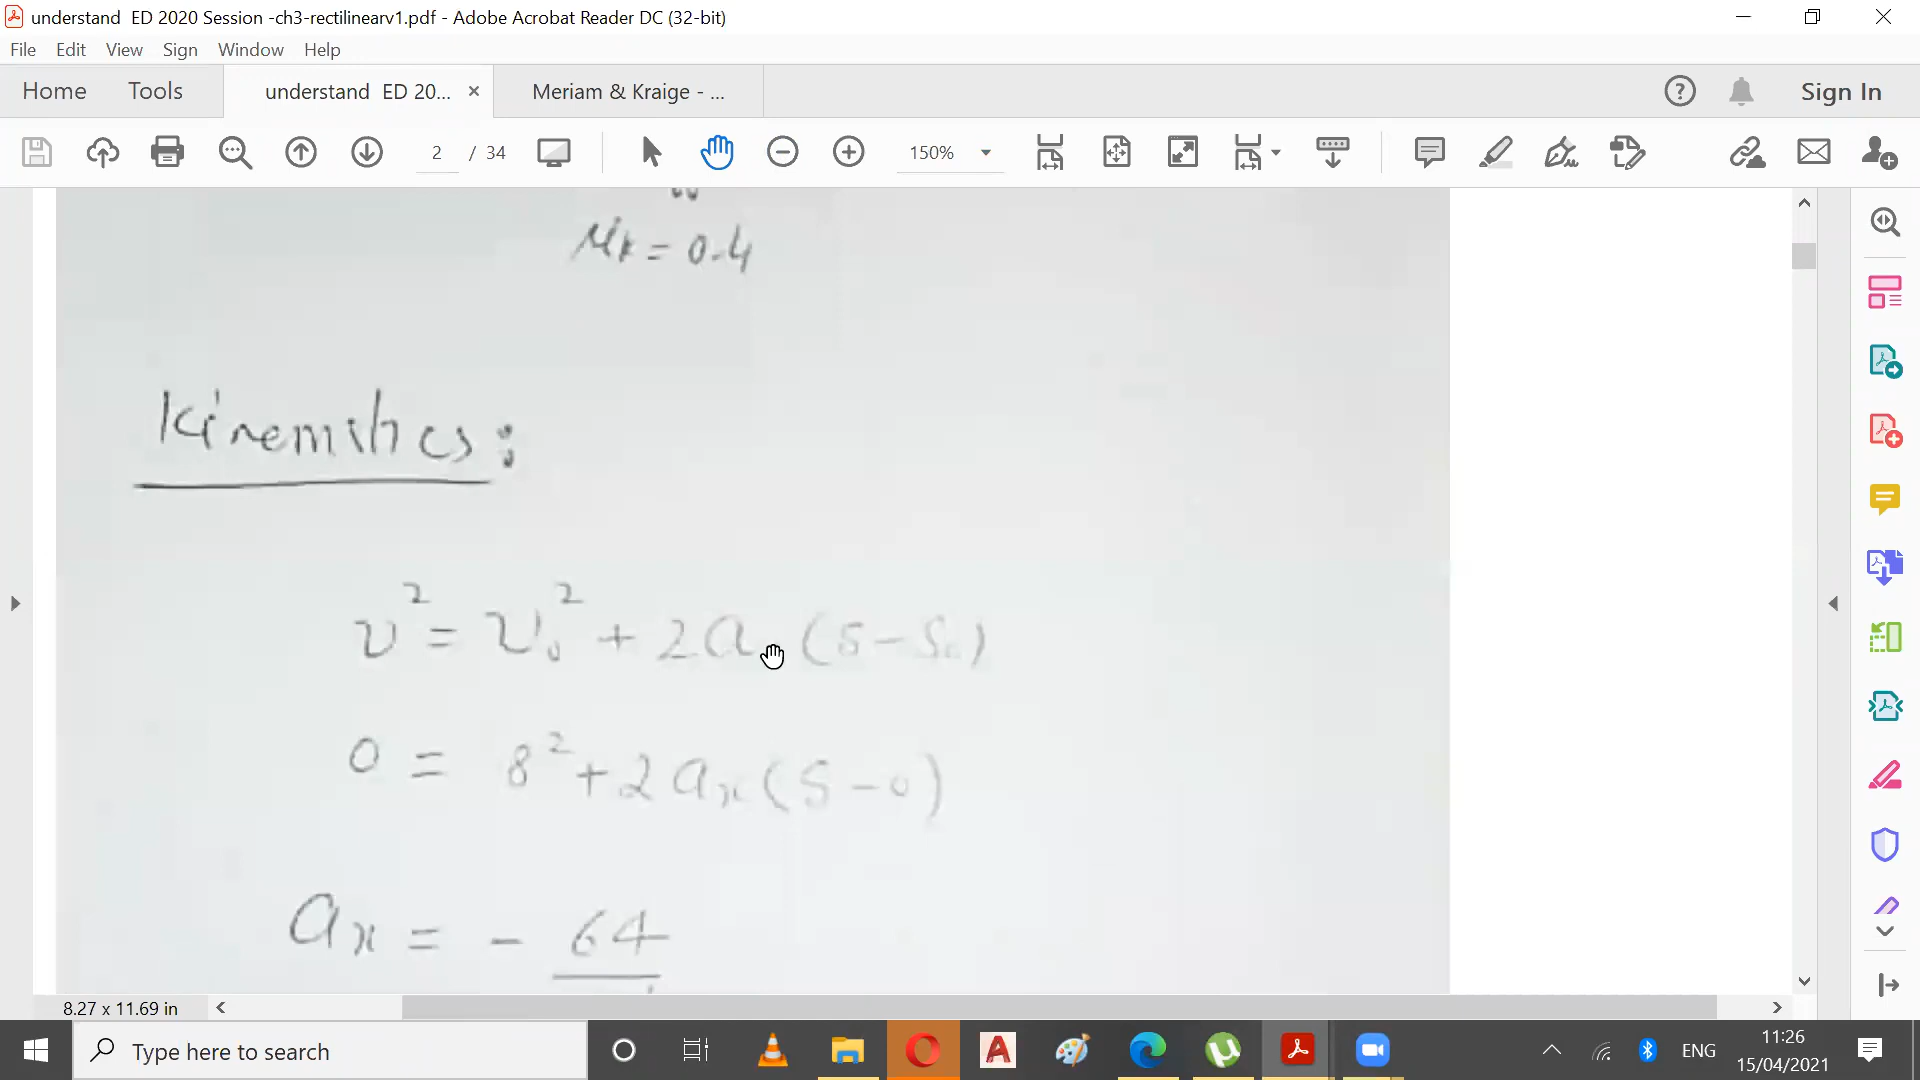 understand ED 2020 Session -ch3-rectilinearv1.pdf - Adobe Acrobat Reader DC (32-bit)
File Edit View Sign Window Help
Home Tools understand ED 20... × Meriam & Kraige - ... Sign In
2 / 34 150%
μk = 0.4
Kinemitics:
v² = v₀² + 2a (s - s₀)
0 = 8² + 2 ax (s - 0)
ax = - 64
8.27 x 11.69 in
Type here to search
ENG
11:26
15/04/2021